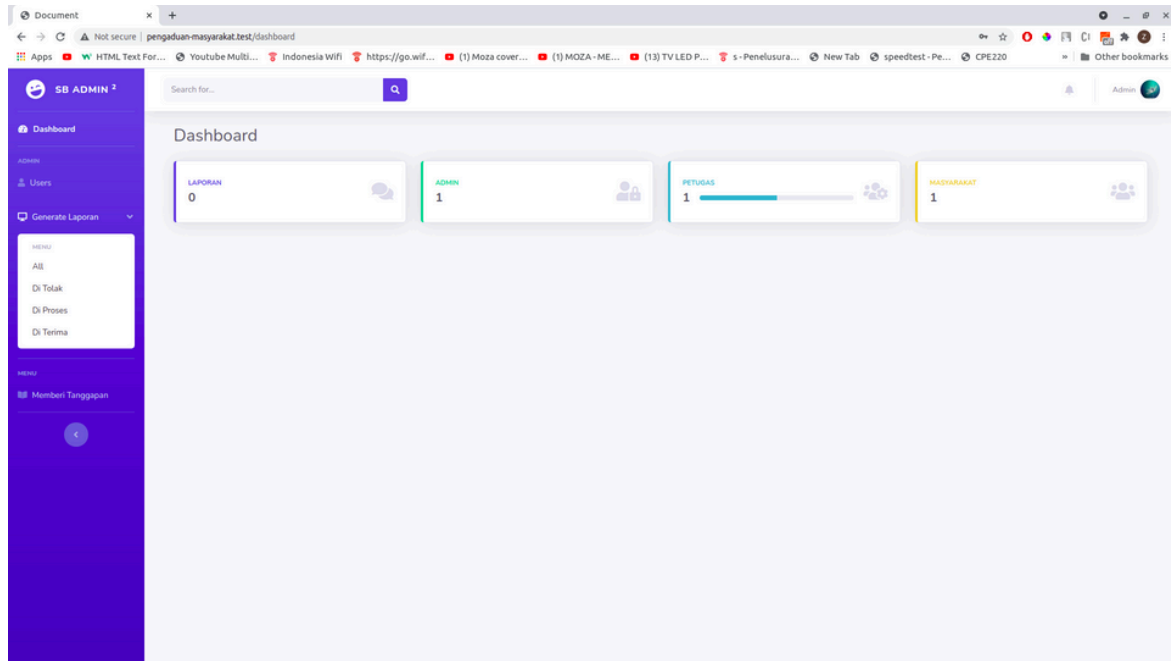 Document
Not secure | pengaduan-masyarakat.test/dashboard
Apps HTML Text For... Youtube Multi... Indonesia Wifi https://go.wif... (1) Moza cover... (1) MOZA - ME... (13) TV LED P... s - Penelusura... New Tab speedtest - Pe... CPE220 » Other bookmarks
SB ADMIN 2
Search for...
Admin
Dashboard
ADMIN
Users
Generate Laporan
MENU
All
Di Tolak
Di Proses
Di Terima
MENU
Memberi Tanggapan
Dashboard
LAPORAN
0
ADMIN
1
PETUGAS
1
MASYARAKAT
1